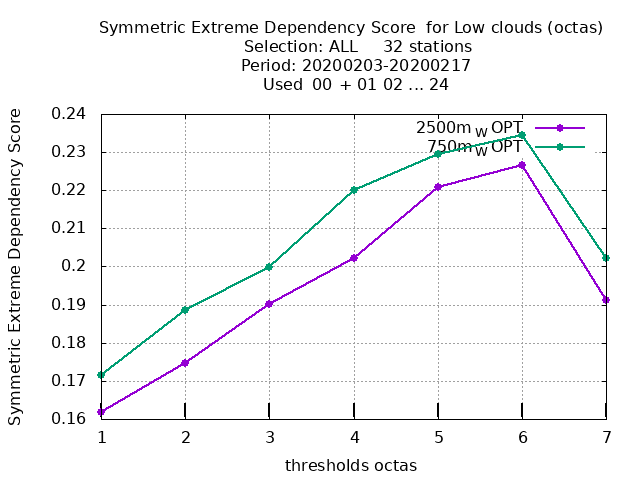 Symmetric Extreme Dependency Score for Low clouds (octas)
Selection: ALL 32 stations
Period: 20200203-20200217
Used 00 + 01 02 ... 24
Symmetric Extreme Dependency Score
0.24
0.23
0.22
0.21
0.2
0.19
0.18
0.17
0.16
2500m W OPT
750m W OPT
1 2 3 4 5 6 7
thresholds octas